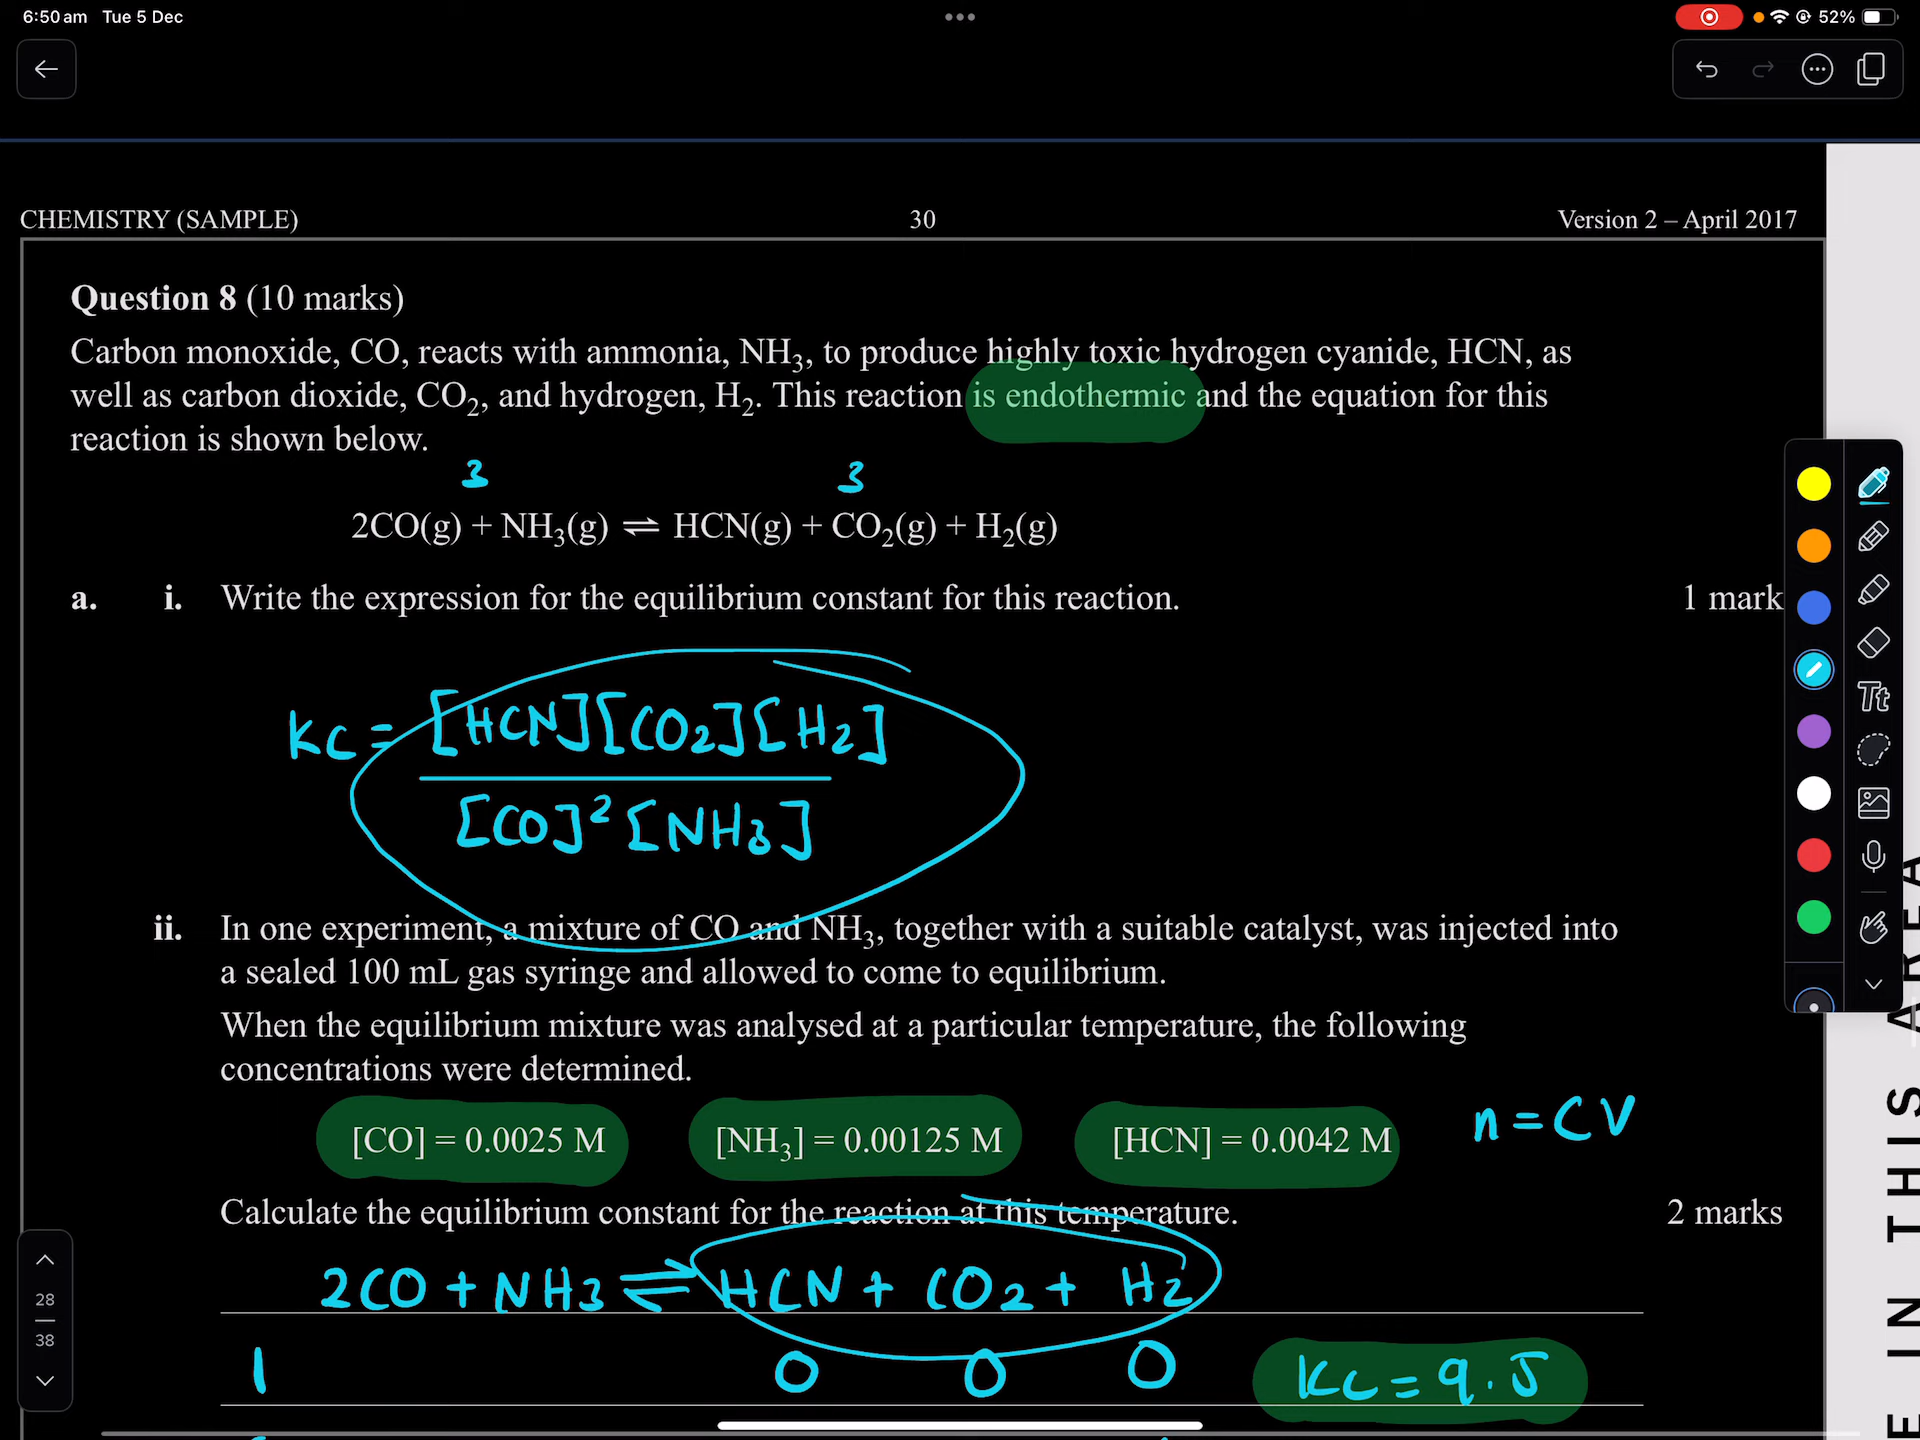 6:50 am Tue 5 Dec
52%
CHEMISTRY (SAMPLE) 30 Version 2 – April 2017
Question 8 (10 marks)
Carbon monoxide, CO, reacts with ammonia, NH₃, to produce highly toxic hydrogen cyanide, HCN, as
well as carbon dioxide, CO₂, and hydrogen, H₂. This reaction is endothermic and the equation for this
reaction is shown below.
3 3
2CO(g) + NH₃(g) ⇌ HCN(g) + CO₂(g) + H₂(g)
a. i. Write the expression for the equilibrium constant for this reaction. 1 mark
Kc = [HCN][CO₂][H₂]
[CO]² [NH₃]
ii. In one experiment, a mixture of CO and NH₃, together with a suitable catalyst, was injected into
a sealed 100 mL gas syringe and allowed to come to equilibrium.
When the equilibrium mixture was analysed at a particular temperature, the following
concentrations were determined.
[CO] = 0.0025 M [NH₃] = 0.00125 M [HCN] = 0.0042 M n = CV
Calculate the equilibrium constant for the reaction at this temperature. 2 marks
2CO + NH₃ ⇌ HCN + CO₂ + H₂
I 0 0 0 Kc = 9.5
28
38
Tt
E IN THIS AREA